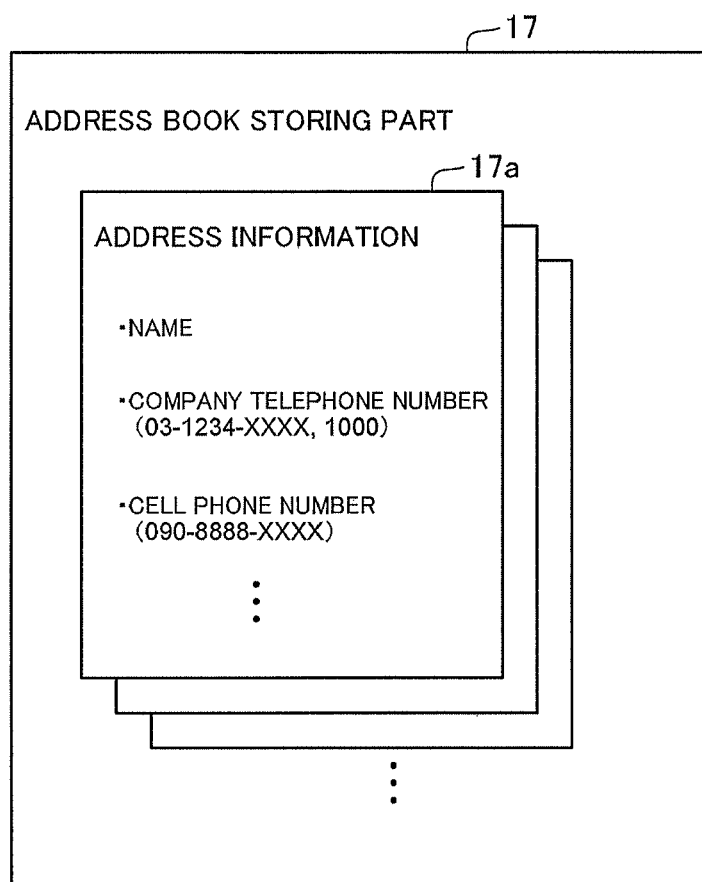 17
ADDRESS BOOK STORING PART
17a
ADDRESS INFORMATION
・NAME
・COMPANY TELEPHONE NUMBER
(03-1234-XXXX, 1000)
・CELL PHONE NUMBER
(090-8888-XXXX)